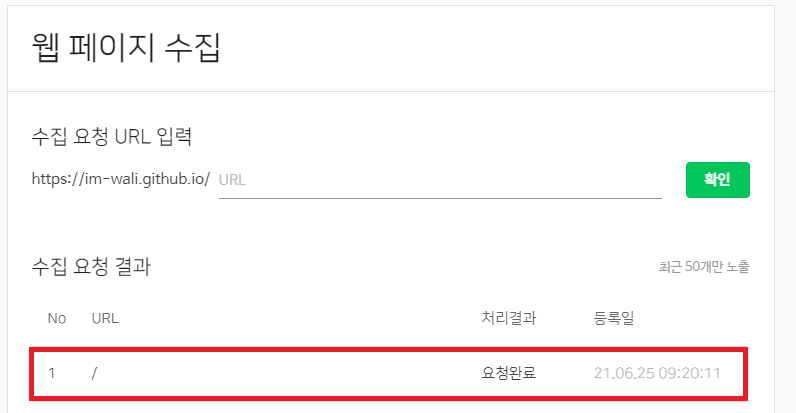 웹 페이지 수집
수집 요청 URL 입력
https://im-wali.github.io/ URL 확인
수집 요청 결과 최근 50개만 노출
No URL 처리결과 등록일
1 / 요청완료 21.06.25 09:20:11